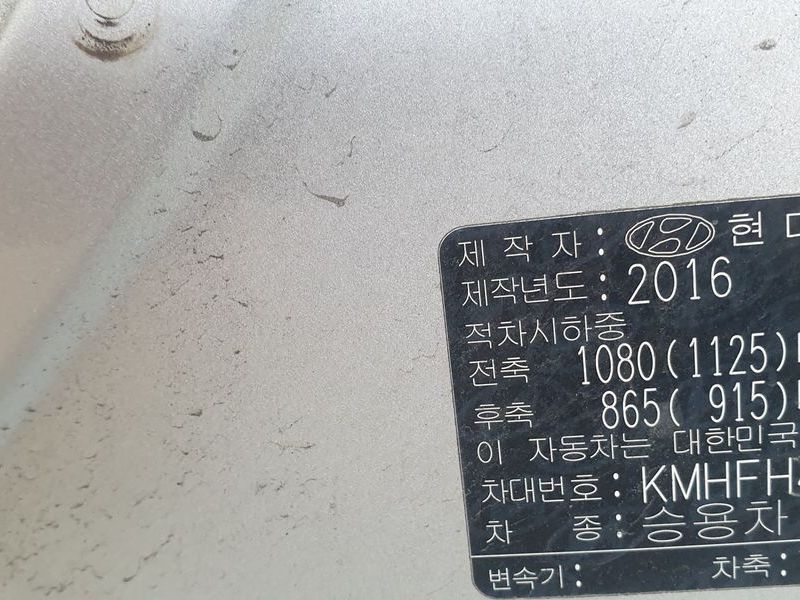 제 작 자 : 현
제작년도 : 2016
적차시하중
전축 1080(1125)
후축 865( 915)
이 자동차는 대한민국
차대번호 : KMHFH
차 종 : 승용차
변속기 : 차축 :